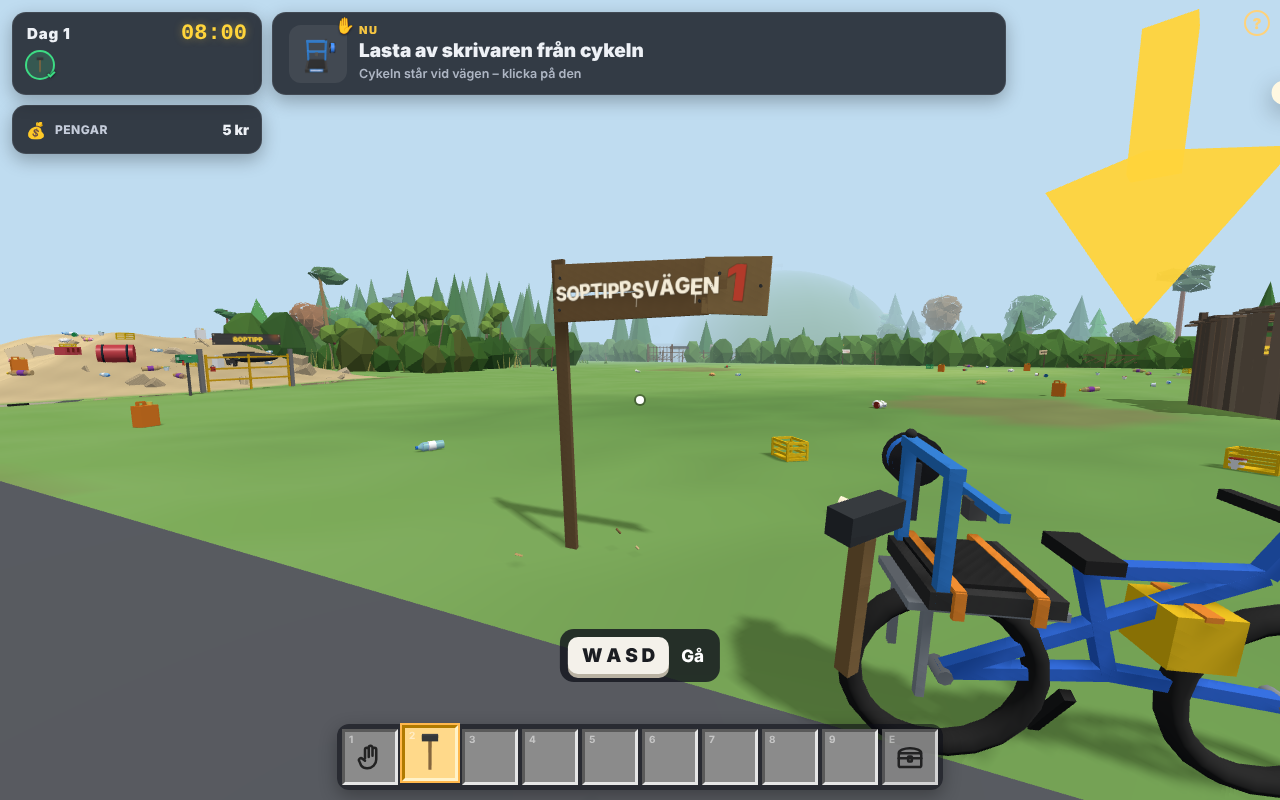 Dag 1
08:00
NU
Lasta av skrivaren från cykeln
Cykeln står vid vägen – klicka på den
PENGAR
5 kr
SOPTIPPSVÄGEN 1
SOPTIPP
WASD
Gå
1
2
3
4
5
6
7
8
9
E